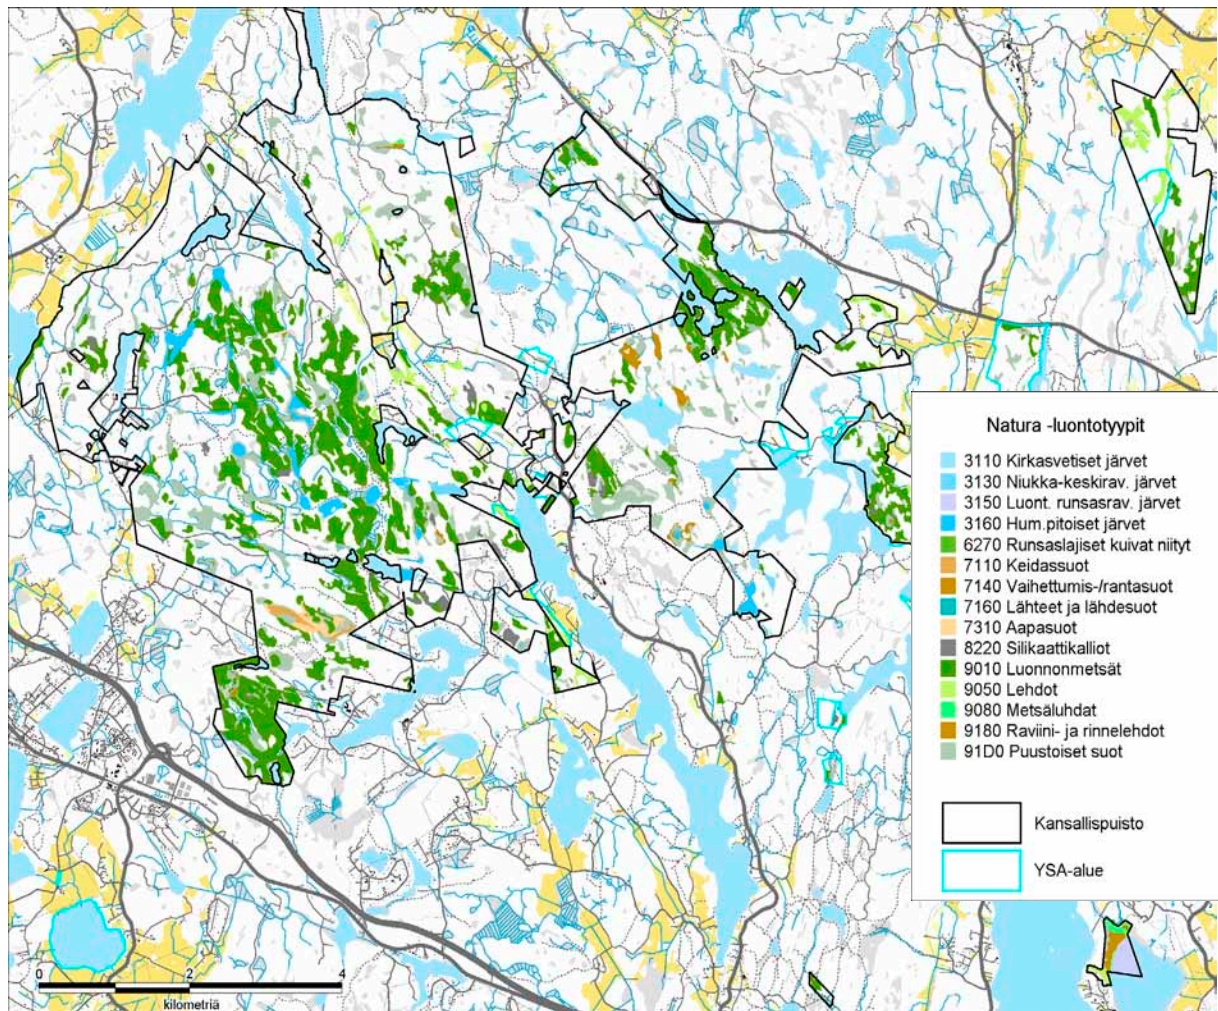 Natura -luontotyypit
3110 Kirkasvetiset järvet
3130 Niukka-keskirav. järvet
3150 Luont. runsasrav. järvet
3160 Hum.pitoiset järvet
6270 Runsaslajiset kuivat niityt
7110 Keidassuot
7140 Vaihettumis-/rantasuot
7160 Lähteet ja lähdesuot
7310 Aapasuot
8220 Silikaattikalliot
9010 Luonnonmetsät
9050 Lehdot
9080 Metsäluhdat
9180 Raviini- ja rinnelehdot
91D0 Puustoiset suot
Kansallispuisto
YSA-alue
0 2 4
kilometriä